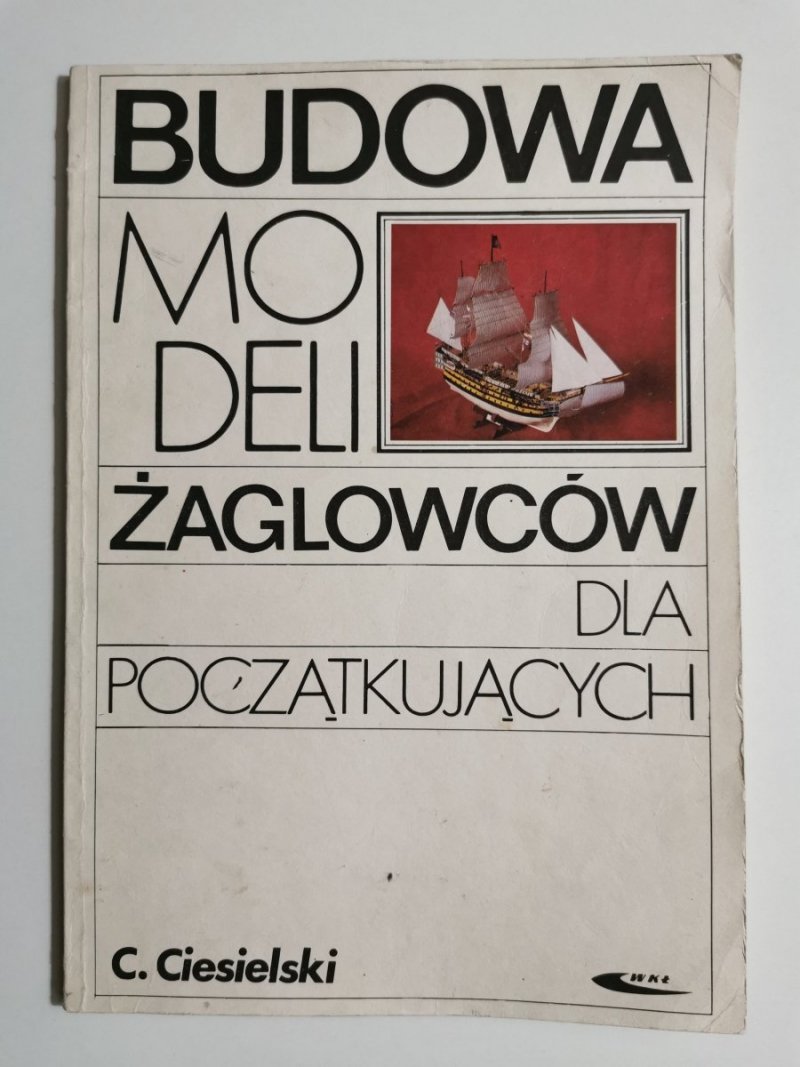 BUDOWA
MO
DELI
ŻAGLOWCÓW
DLA
POCZĄTKUJĄCYCH
C. Ciesielski
WKŁ